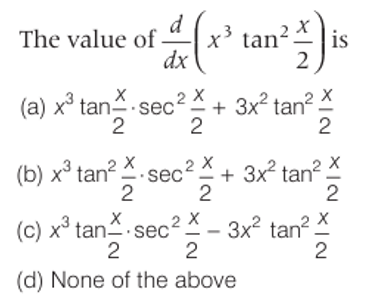 The value of d/dx (x³ tan² x/2) is
(a) x³ tan x/2 · sec² x/2 + 3x² tan² x/2
(b) x³ tan² x/2 · sec² x/2 + 3x² tan² x/2
(c) x³ tan x/2 · sec² x/2 – 3x² tan² x/2
(d) None of the above